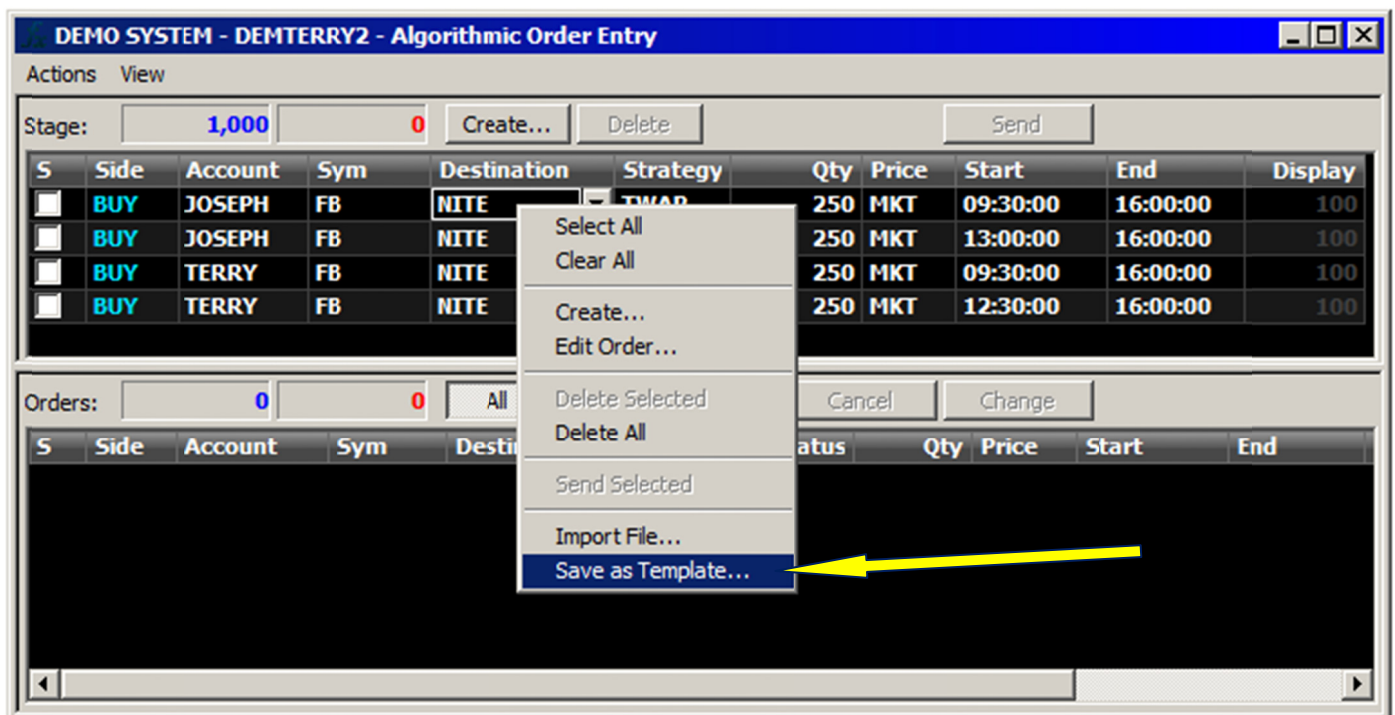 DEMO SYSTEM - DEMTERRY2 - Algorithmic Order Entry
Actions View
Stage: 1,000 0 Create... Delete Send
S Side Account Sym Destination Strategy Qty Price Start End Display
BUY JOSEPH FB NITE TWAP 250 MKT 09:30:00 16:00:00 100
BUY JOSEPH FB NITE 250 MKT 13:00:00 16:00:00 100
BUY TERRY FB NITE 250 MKT 09:30:00 16:00:00 100
BUY TERRY FB NITE 250 MKT 12:30:00 16:00:00 100
Select All
Clear All
Create...
Edit Order...
Delete Selected
Delete All
Send Selected
Import File...
Save as Template...
Orders: 0 0 All Cancel Change
S Side Account Sym Desti atus Qty Price Start End